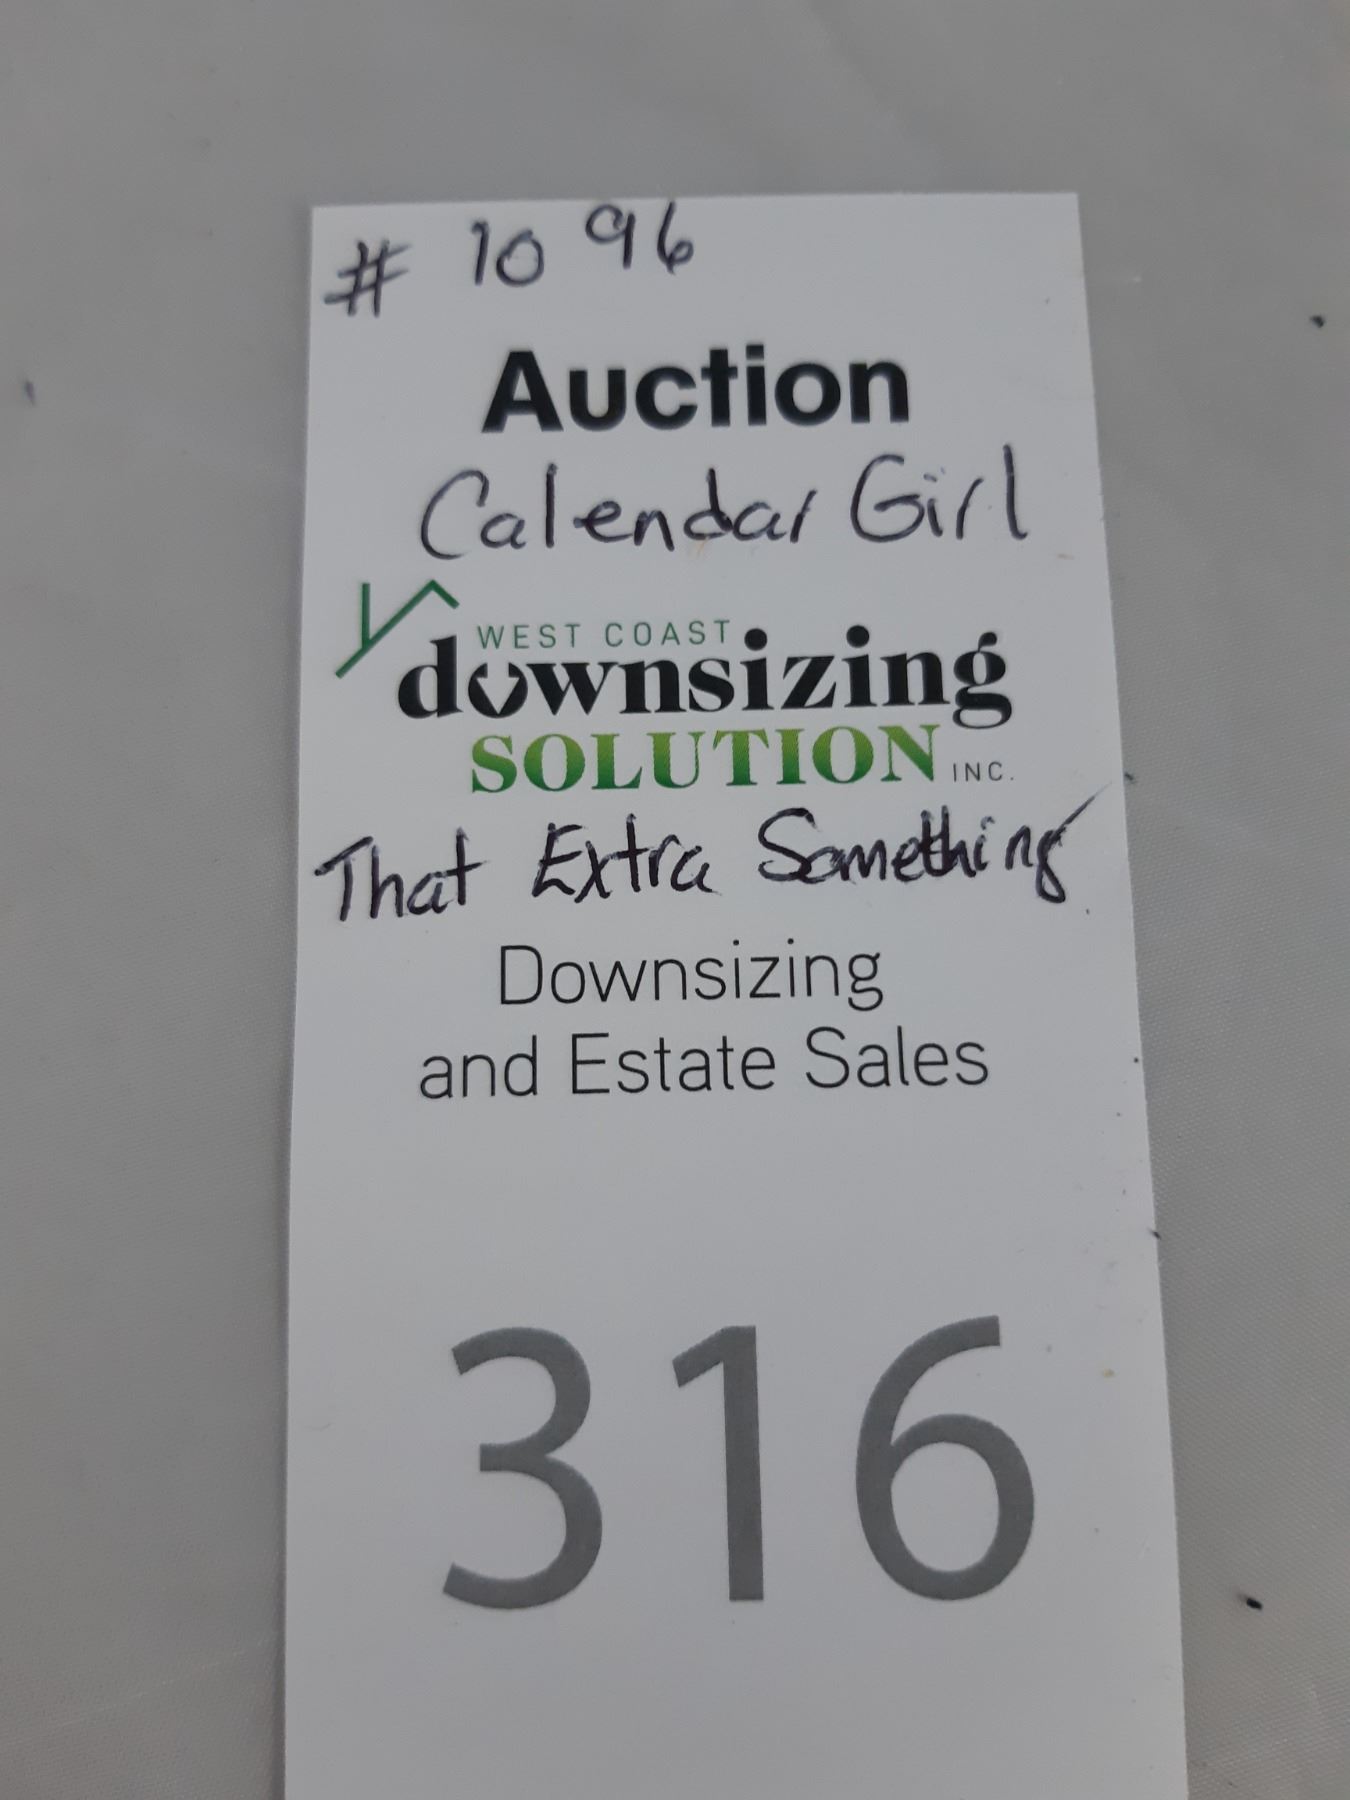 # 1096
Auction
Calendar Girl
WEST COAST
downsizing
SOLUTION INC.
That Extra Something
Downsizing
and Estate Sales
316